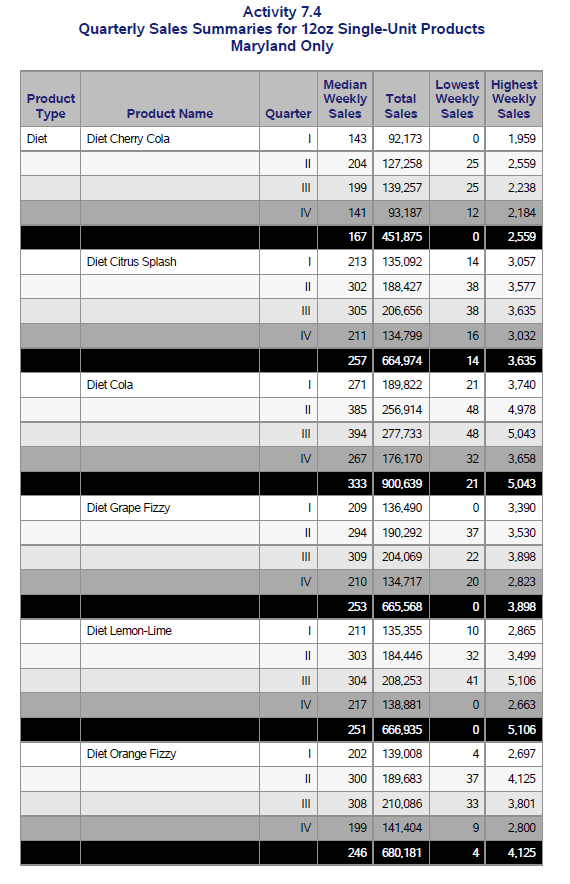 Activity 7.4
Quarterly Sales Summaries for 12oz Single-Unit Products
Maryland Only
Product Type Product Name Quarter Median Weekly Sales Total Sales Lowest Weekly Sales Highest Weekly Sales
Diet Diet Cherry Cola I 143 92,173 0 1,959
II 204 127,258 25 2,559
III 199 139,257 25 2,238
IV 141 93,187 12 2,184
167 451,875 0 2,559
Diet Citrus Splash I 213 135,092 14 3,057
II 302 188,427 38 3,577
III 305 206,656 38 3,635
IV 211 134,799 16 3,032
257 664,974 14 3,635
Diet Cola I 271 189,822 21 3,740
II 385 256,914 48 4,978
III 394 277,733 48 5,043
IV 267 176,170 32 3,658
333 900,639 21 5,043
Diet Grape Fizzy I 209 136,490 0 3,390
II 294 190,292 37 3,530
III 309 204,069 22 3,898
IV 210 134,717 20 2,823
253 665,568 0 3,898
Diet Lemon-Lime I 211 135,355 10 2,865
II 303 184,446 32 3,499
III 304 208,253 41 5,106
IV 217 138,881 0 2,663
251 666,935 0 5,106
Diet Orange Fizzy I 202 139,008 4 2,697
II 300 189,683 37 4,125
III 308 210,086 33 3,801
IV 199 141,404 9 2,800
246 680,181 4 4,125